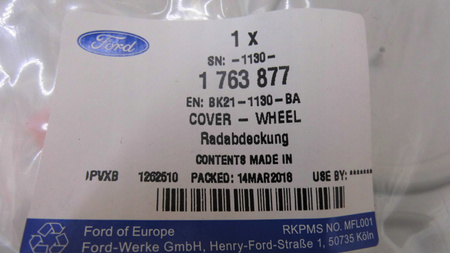 Ford
1 X
SN: -1130-
1 763 877
EN: BK21-1130-BA
COVER - WHEEL
Radabdeckung
CONTENTS MADE IN
PVXB 1262510 PACKED: 14MAR2016 USE BY: *******
Ford of Europe RKPMS NO. MFL001
Ford-Werke GmbH, Henry-Ford-Straße 1, 50735 Köln